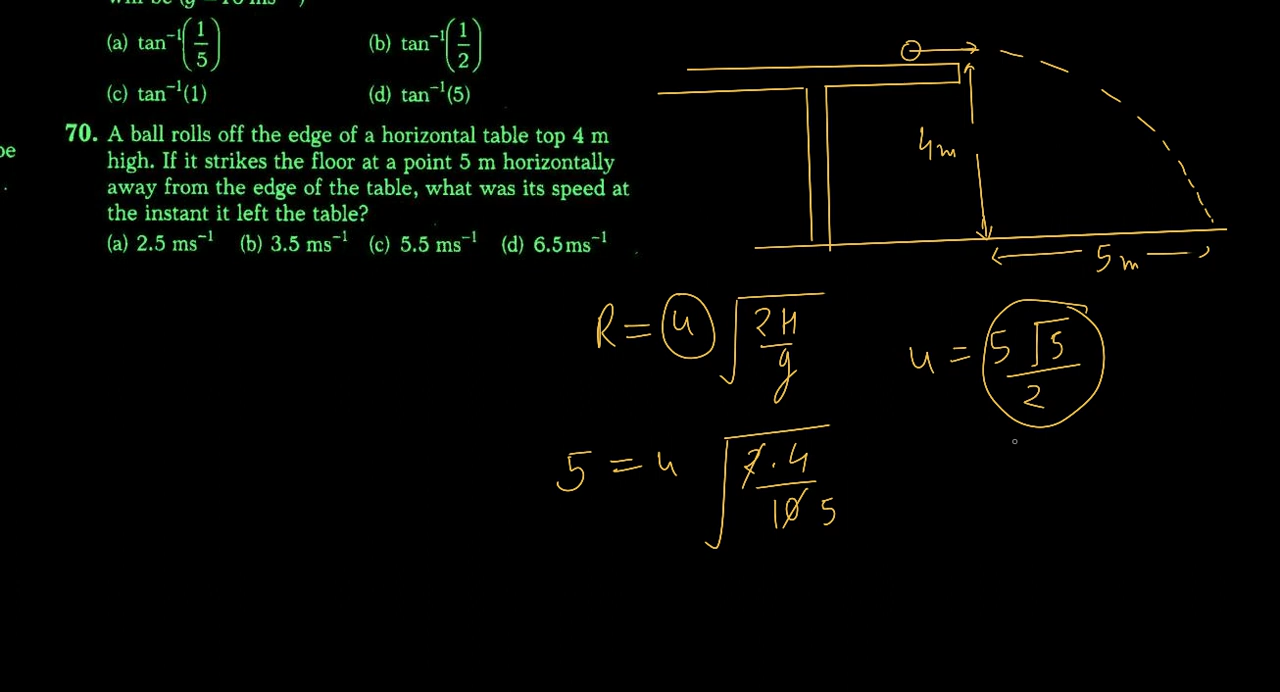 (a) tan⁻¹(1/5) (b) tan⁻¹(1/2)
(c) tan⁻¹(1) (d) tan⁻¹(5)
70. A ball rolls off the edge of a horizontal table top 4 m
high. If it strikes the floor at a point 5 m horizontally
away from the edge of the table, what was its speed at
the instant it left the table?
(a) 2.5 ms⁻¹ (b) 3.5 ms⁻¹ (c) 5.5 ms⁻¹ (d) 6.5 ms⁻¹
4m
5m
R = u √(2H/g)
u = 5√5/2
5 = u √(2.4/10) 5